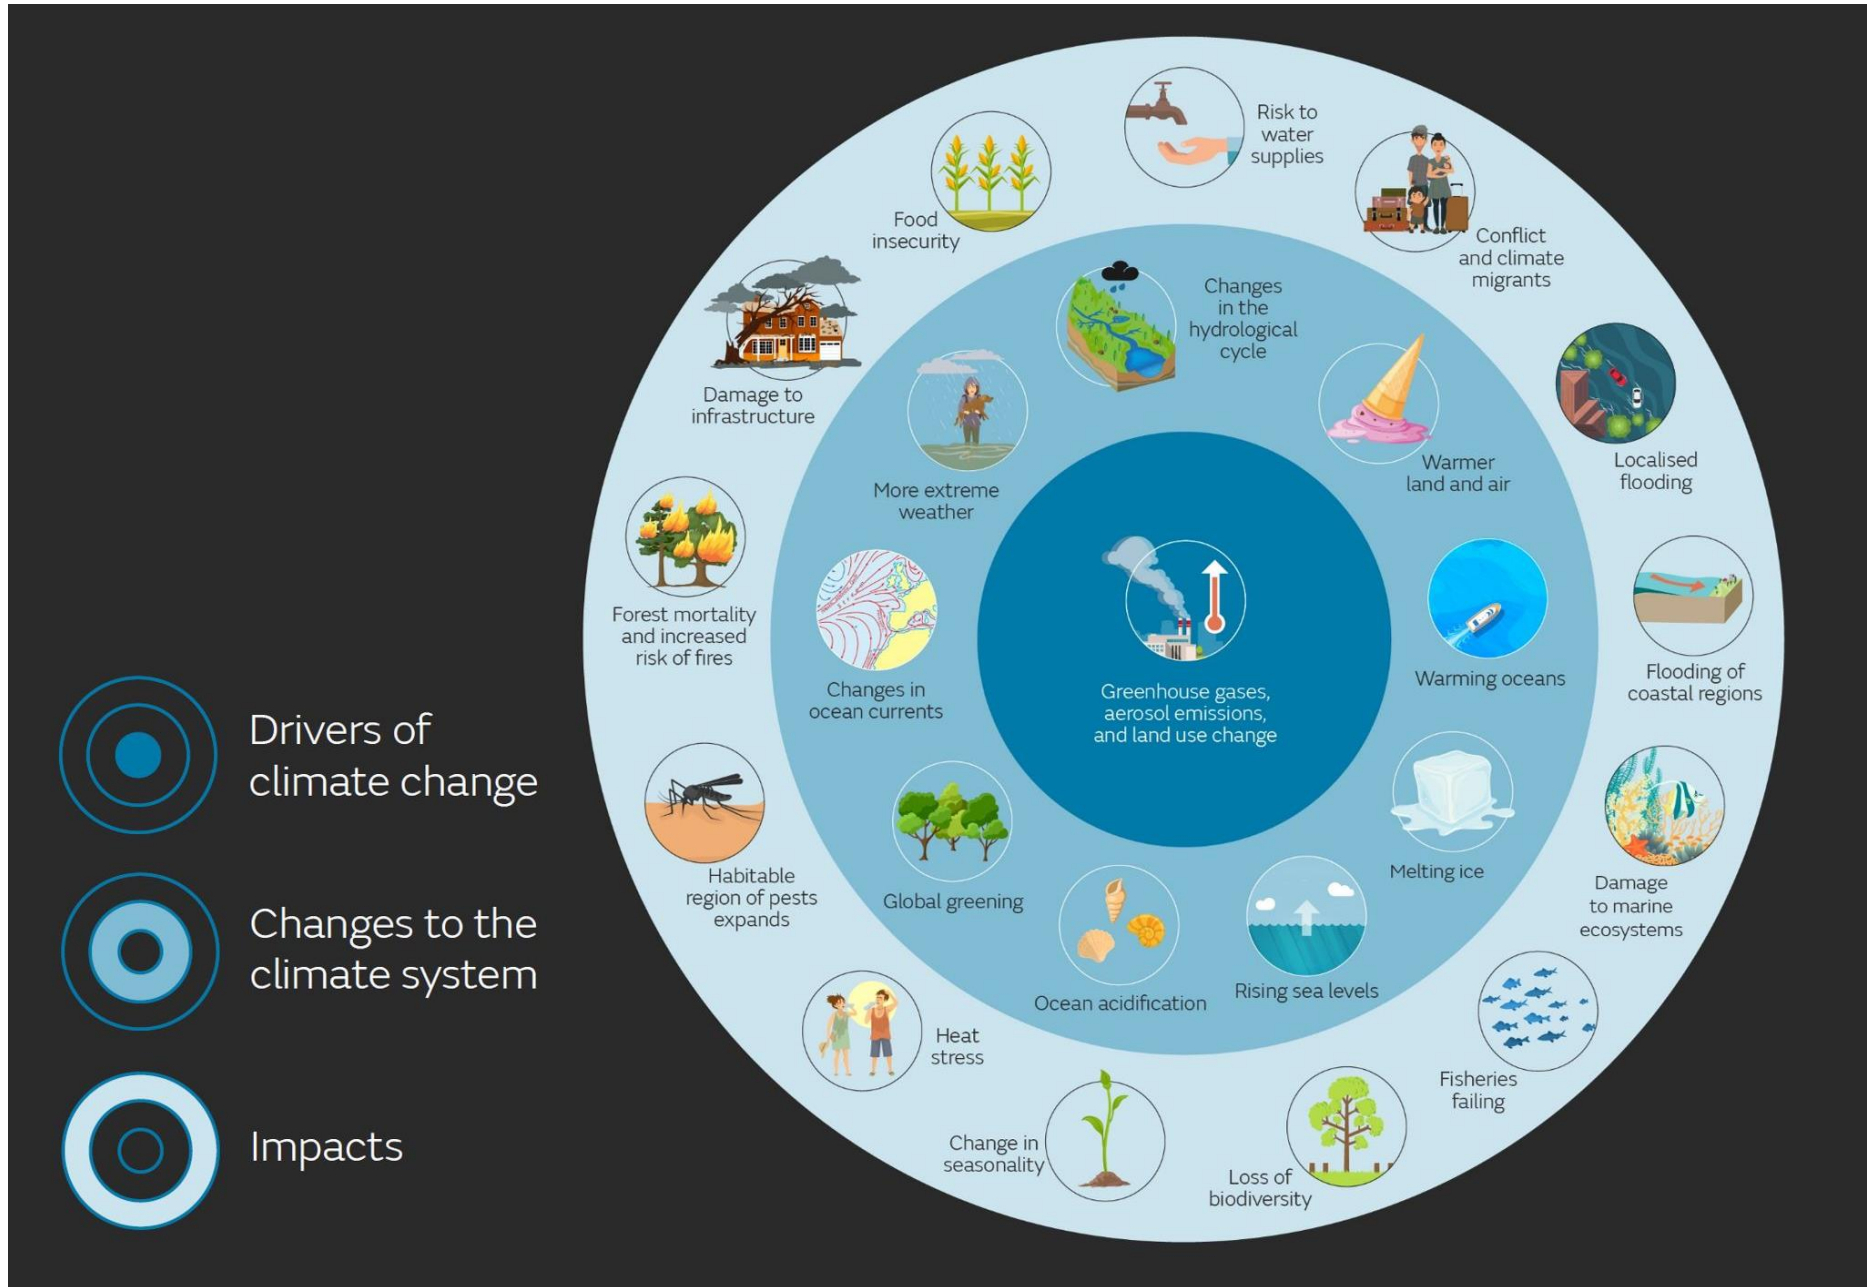 Risk to
water
supplies
Food
insecurity
Conflict
and climate
migrants
Changes
in the
hydrological
cycle
Damage to
infrastructure
Warmer
land and air
Localised
flooding
More extreme
weather
Forest mortality
and increased
risk of fires
Changes in
ocean currents
Greenhouse gases,
aerosol emissions,
and land use change
Warming oceans
Flooding of
coastal regions
Drivers of
climate change
Habitable
region of pests
expands
Global greening
Melting ice
Damage
to marine
ecosystems
Changes to the
climate system
Ocean acidification
Rising sea levels
Heat
stress
Fisheries
failing
Impacts
Change in
seasonality
Loss of
biodiversity